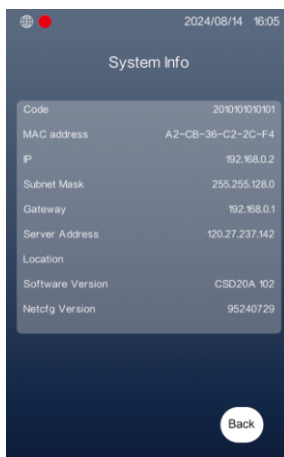 2024/08/14 16:05
System Info
Code 2010101010101
MAC address A2-CB-36-C2-2C-F4
IP 192.168.0.2
Subnet Mask 255.255.128.0
Gateway 192.168.0.1
Server Address 120.27.237.142
Location
Software Version CSD20A 102
Netcfg Version 95240729
Back